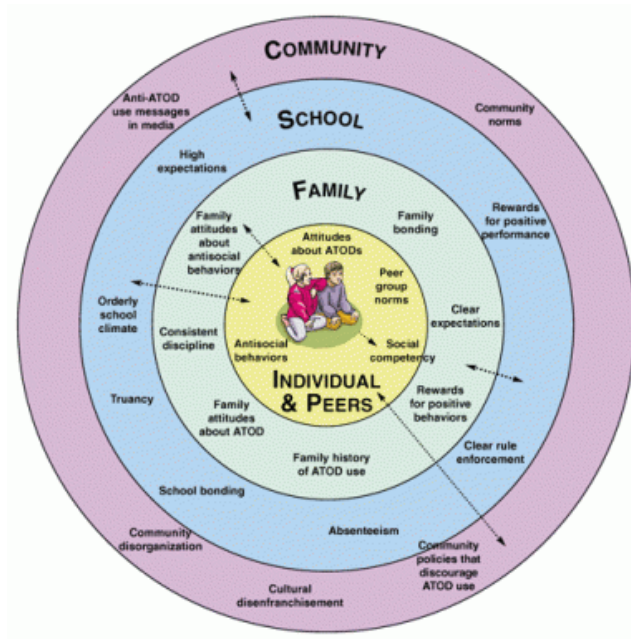 COMMUNITY
Anti-ATOD
use messages
in media
Community
norms
SCHOOL
High
expectations
Rewards
for positive
performance
FAMILY
Family
attitudes
about
antisocial
behaviors
Family
bonding
Attitudes
about ATODs
Peer
group
norms
Orderly
school
climate
Consistent
discipline
Clear
expectations
Antisocial
behaviors
Social
competency
INDIVIDUAL
& PEERS
Truancy
Family
attitudes
about ATOD
Rewards
for positive
behaviors
Family history
of ATOD use
Clear rule
enforcement
School bonding
Absenteeism
Community
disorganization
Community
policies that
discourage
ATOD use
Cultural
disenfranchisement